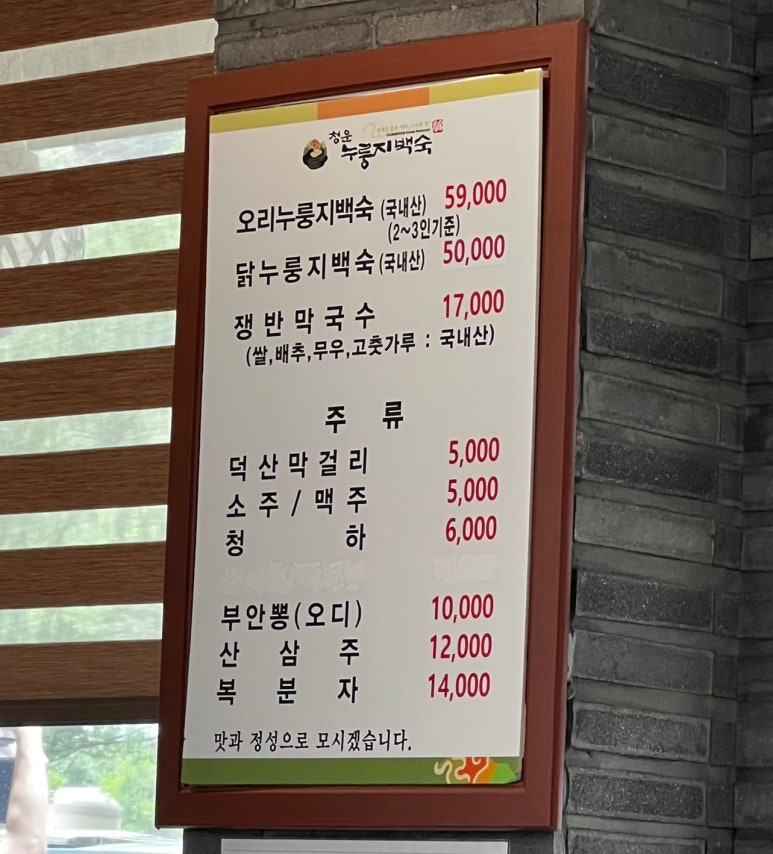 청운
누룽지백숙
오리누룽지백숙 (국내산) 59,000
(2~3인기준)
닭누룽지백숙 (국내산) 50,000
쟁반막국수 17,000
(쌀,배추,무우,고춧가루 : 국내산)
주 류
덕산막걸리 5,000
소주/맥주 5,000
청 하 6,000
부안뽕(오디) 10,000
산 삼 주 12,000
복 분 자 14,000
맛과 정성으로 모시겠습니다.